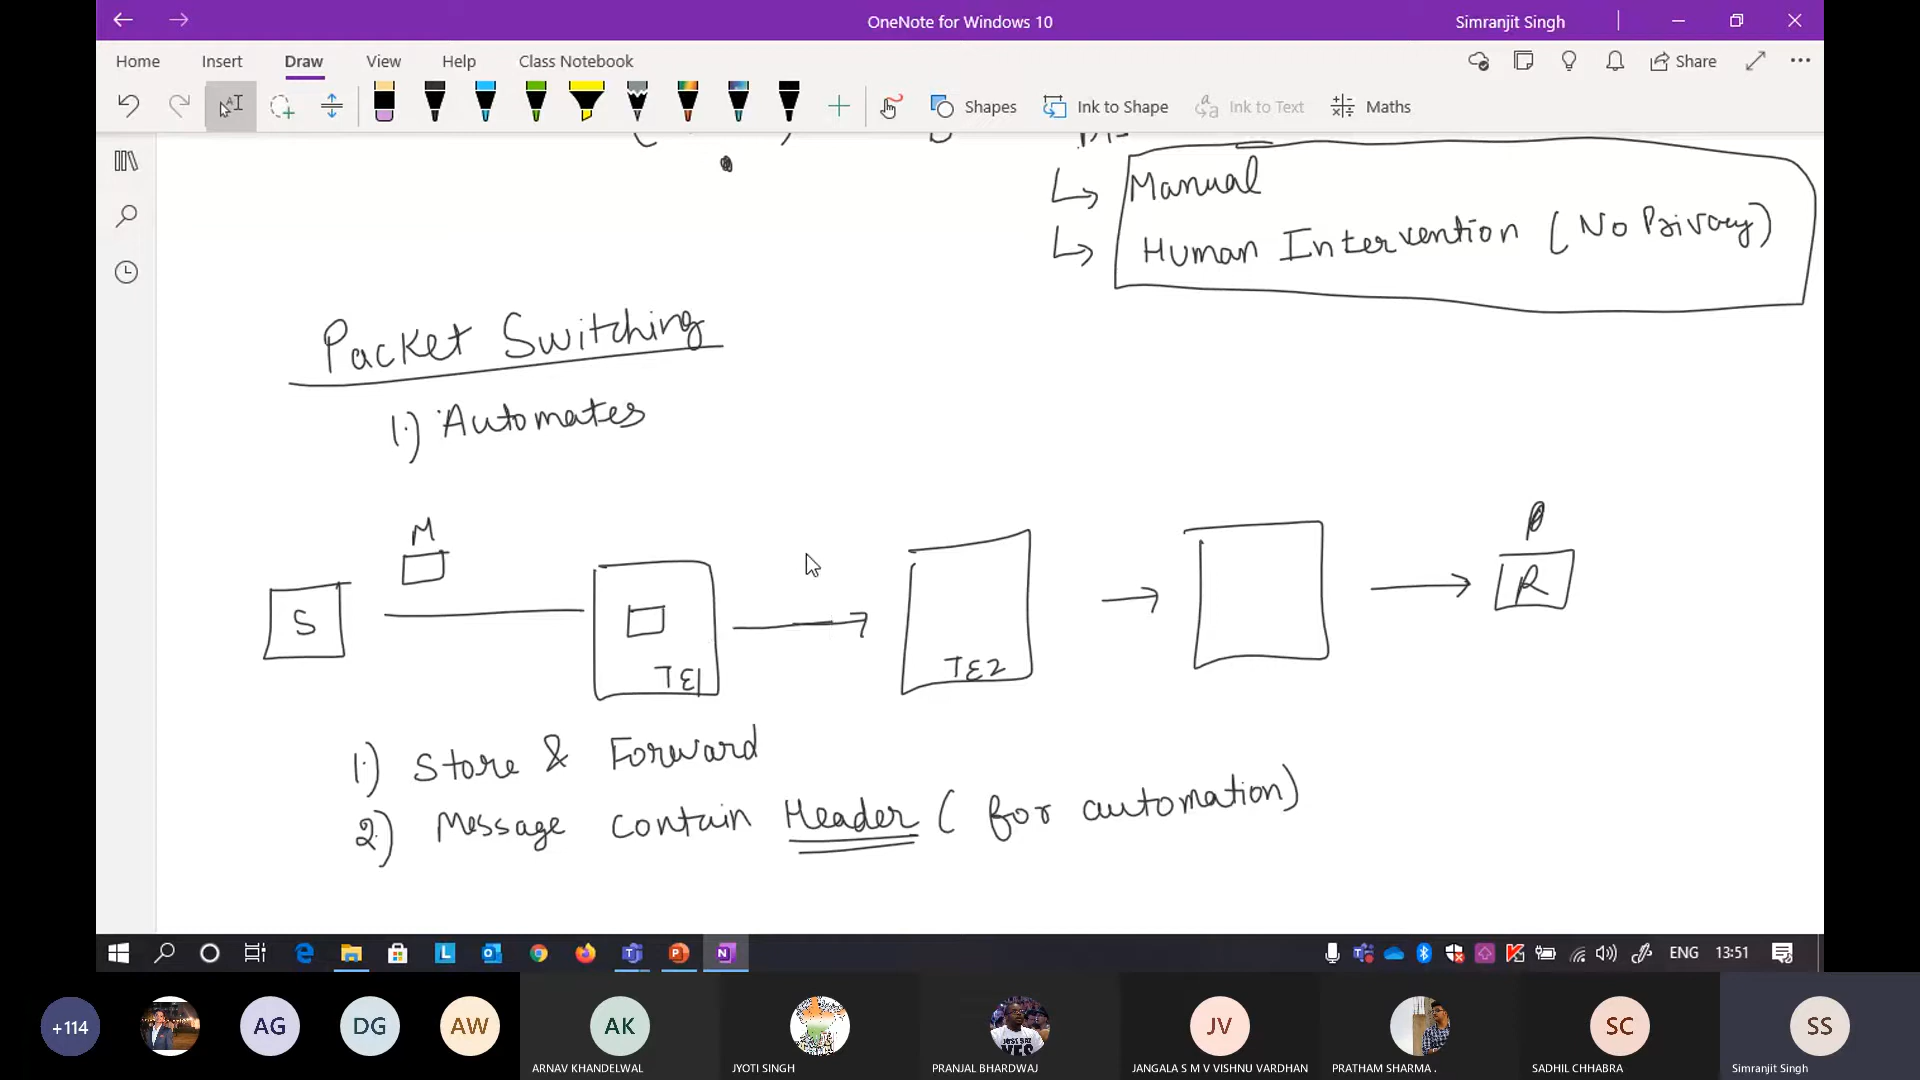 OneNote for Windows 10
Simranjit Singh
Home Insert Draw View Help Class Notebook
Share
Shapes Ink to Shape Ink to Text Maths
Manual
Human Intervention (No Privacy)
Packet Switching
1.) Automates
M
S
TE1
TE2
R
1.) Store & Forward
2.) Message contain Header (for automation)
ENG 13:51
+114 AG DG AW AK JV SC SS
ARNAV KHANDELWAL JYOTI SINGH PRANJAL BHARDWAJ JANGALA S M V VISHNU VARDHAN PRATHAM SHARMA . SADHIL CHHABRA Simranjit Singh